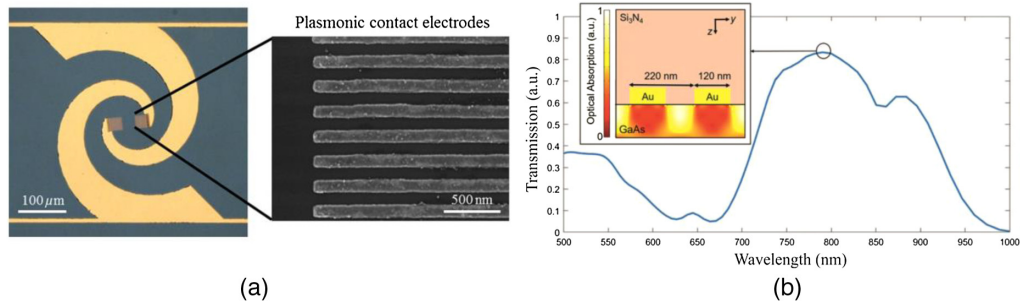 Plasmonic contact electrodes
100 μm
500 nm
(a)
Transmission (a.u.)
1
0.9
0.8
0.7
0.6
0.5
0.4
0.3
0.2
0.1
0
500 550 600 650 700 750 800 850 900 950 1000
Wavelength (nm)
Optical Absorption (a.u.)
1
0
Si3N4
y
z
220 nm 120 nm
Au Au
GaAs
(b)